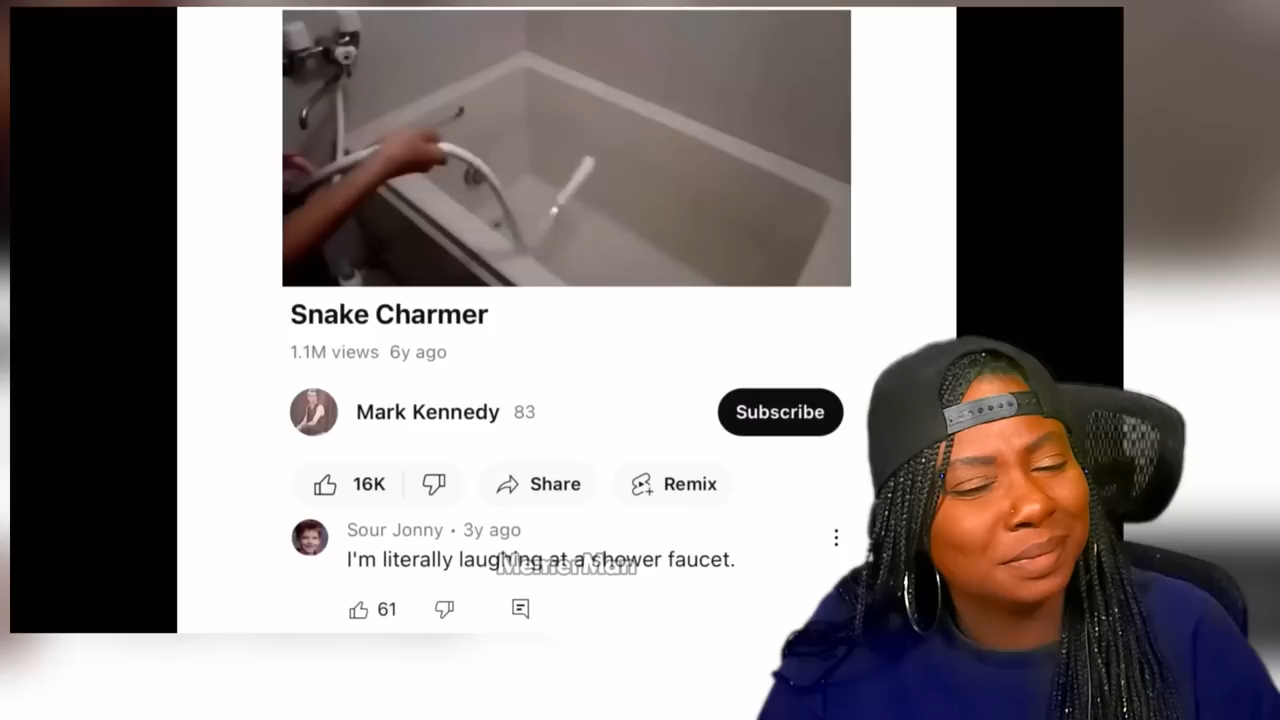 Snake Charmer
1.1M views 6y ago
Mark Kennedy 83
Subscribe
16K
Share
Remix
Sour Jonny • 3y ago
I'm literally laughing at a shower faucet.
MemerMan
61